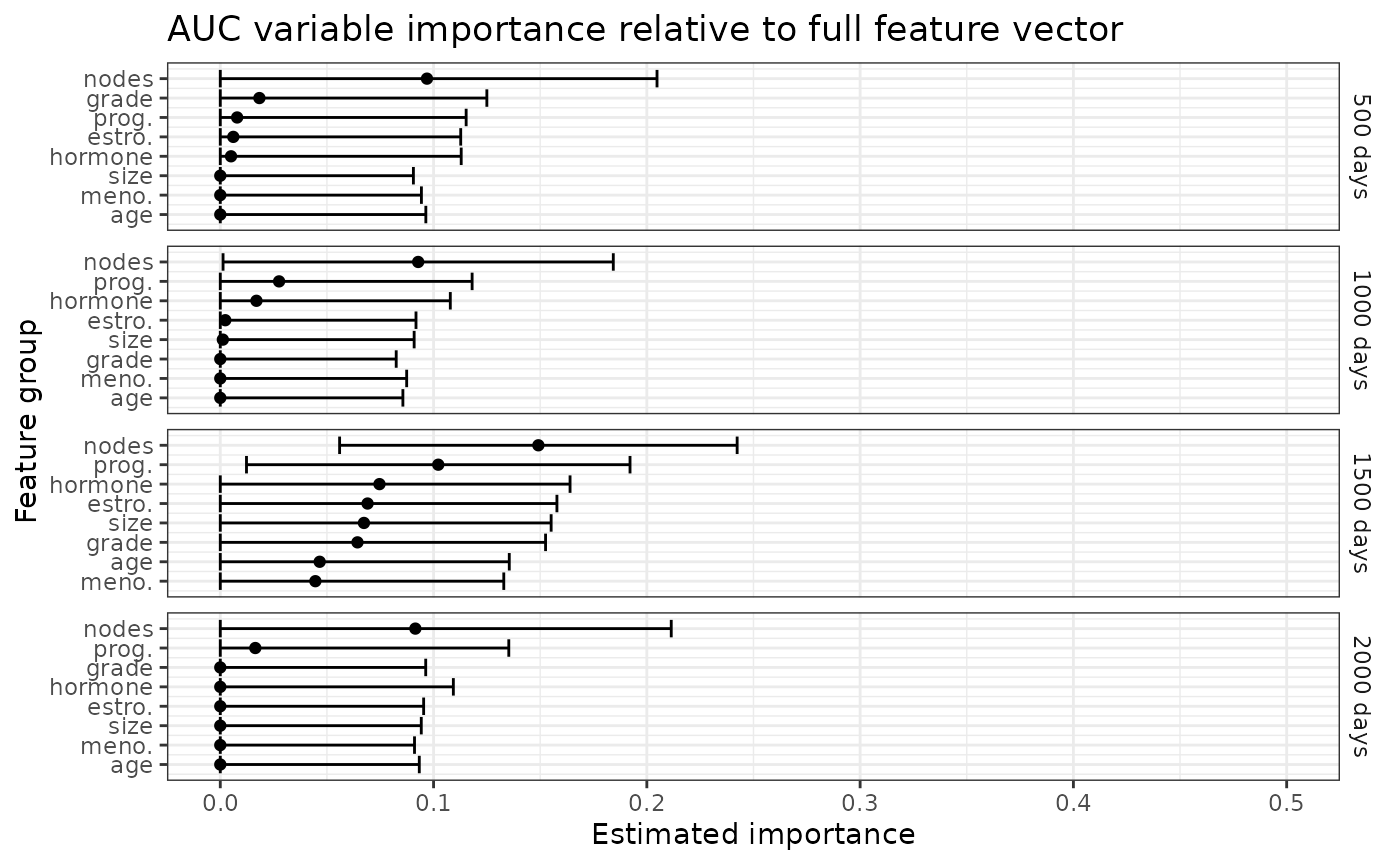 AUC variable importance relative to full feature vector
Feature group
nodes
grade
prog.
estro.
hormone
size
meno.
age
500 days
nodes
prog.
hormone
estro.
size
grade
meno.
age
1000 days
nodes
prog.
hormone
estro.
size
grade
age
meno.
1500 days
nodes
prog.
grade
hormone
estro.
size
meno.
age
2000 days
0.0 0.1 0.2 0.3 0.4 0.5
Estimated importance